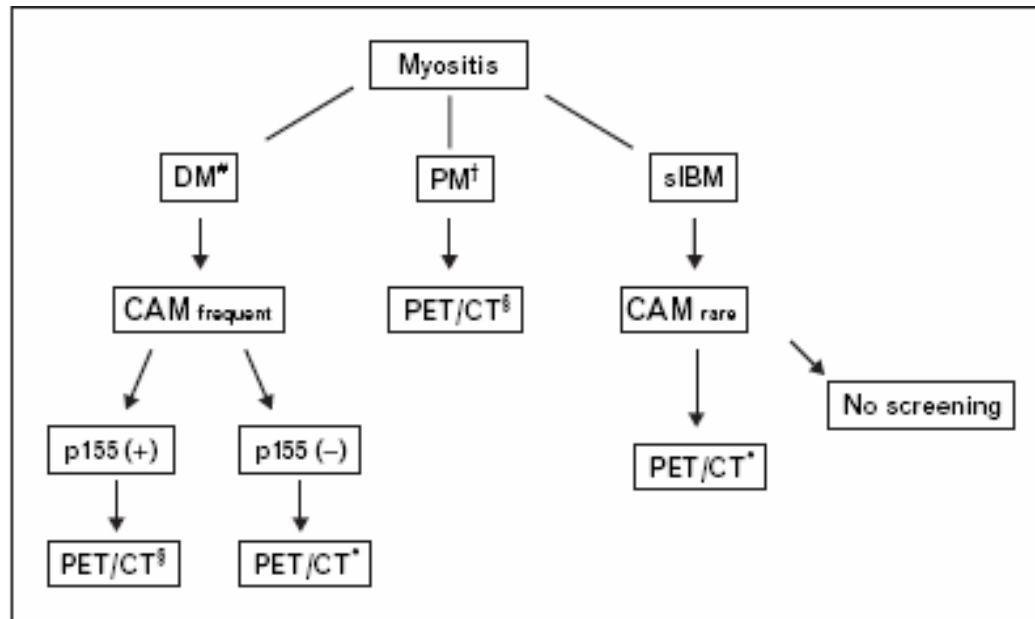 Myositis
DM# PM† sIBM
CAM frequent PET/CT§ CAM rare
No screening
p155 (+) p155 (–) PET/CT*
PET/CT§ PET/CT*